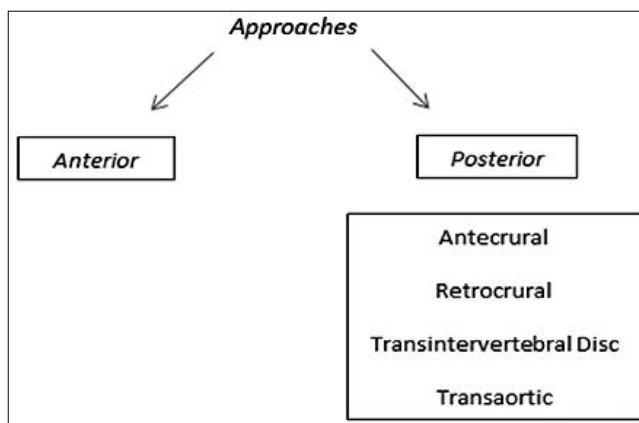 Approaches
Anterior
Posterior
Antecrural
Retrocrural
Transintervertebral Disc
Transaortic